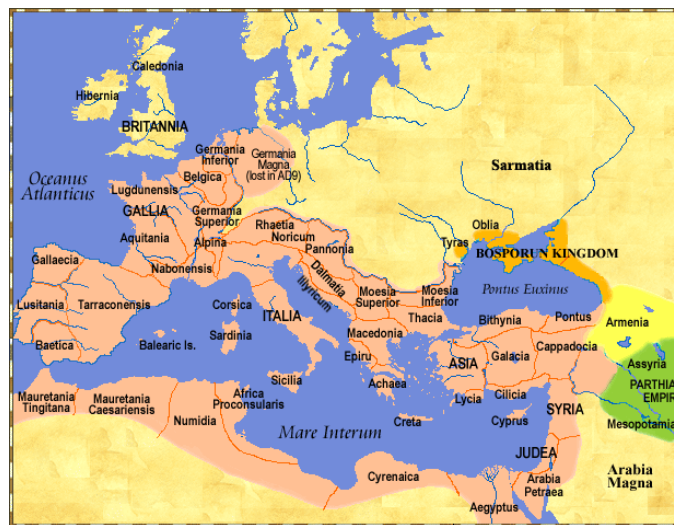 Caledonia
Hibernia
BRITANNIA
Oceanus
Atlanticus
Germania
Inferior
Belgica
Germania
Magna
(lost in AD9)
Sarmatia
Lugdunensis
GALLIA
Germania
Superior
Aquitania
Alpina
Nabonensis
Rhaetia
Noricum
Pannonia
Tyras
Oblia
BOSPORUN KINGDOM
Gallaecia
Lusitania
Tarraconensis
Baetica
Balearic Is.
Corsica
Sardinia
ITALIA
Dalmatia
Illyricum
Moesia
Superior
Moesia
Inferior
Thacia
Macedonia
Epiru
Achaea
Sicilia
Pontus Euxinus
Bithynia
Pontus
Armenia
Cappadocia
ASIA
Galacia
Assyria
PARTHIA
EMPIR
Mesopotamia
Lycia
Cilicia
SYRIA
Creta
Cyprus
Mauretania
Tingitana
Mauretania
Caesariensis
Numidia
Africa
Proconsularis
Mare Interum
JUDEA
Cyrenaica
Arabia
Petraea
Aegyptus
Arabia
Magna